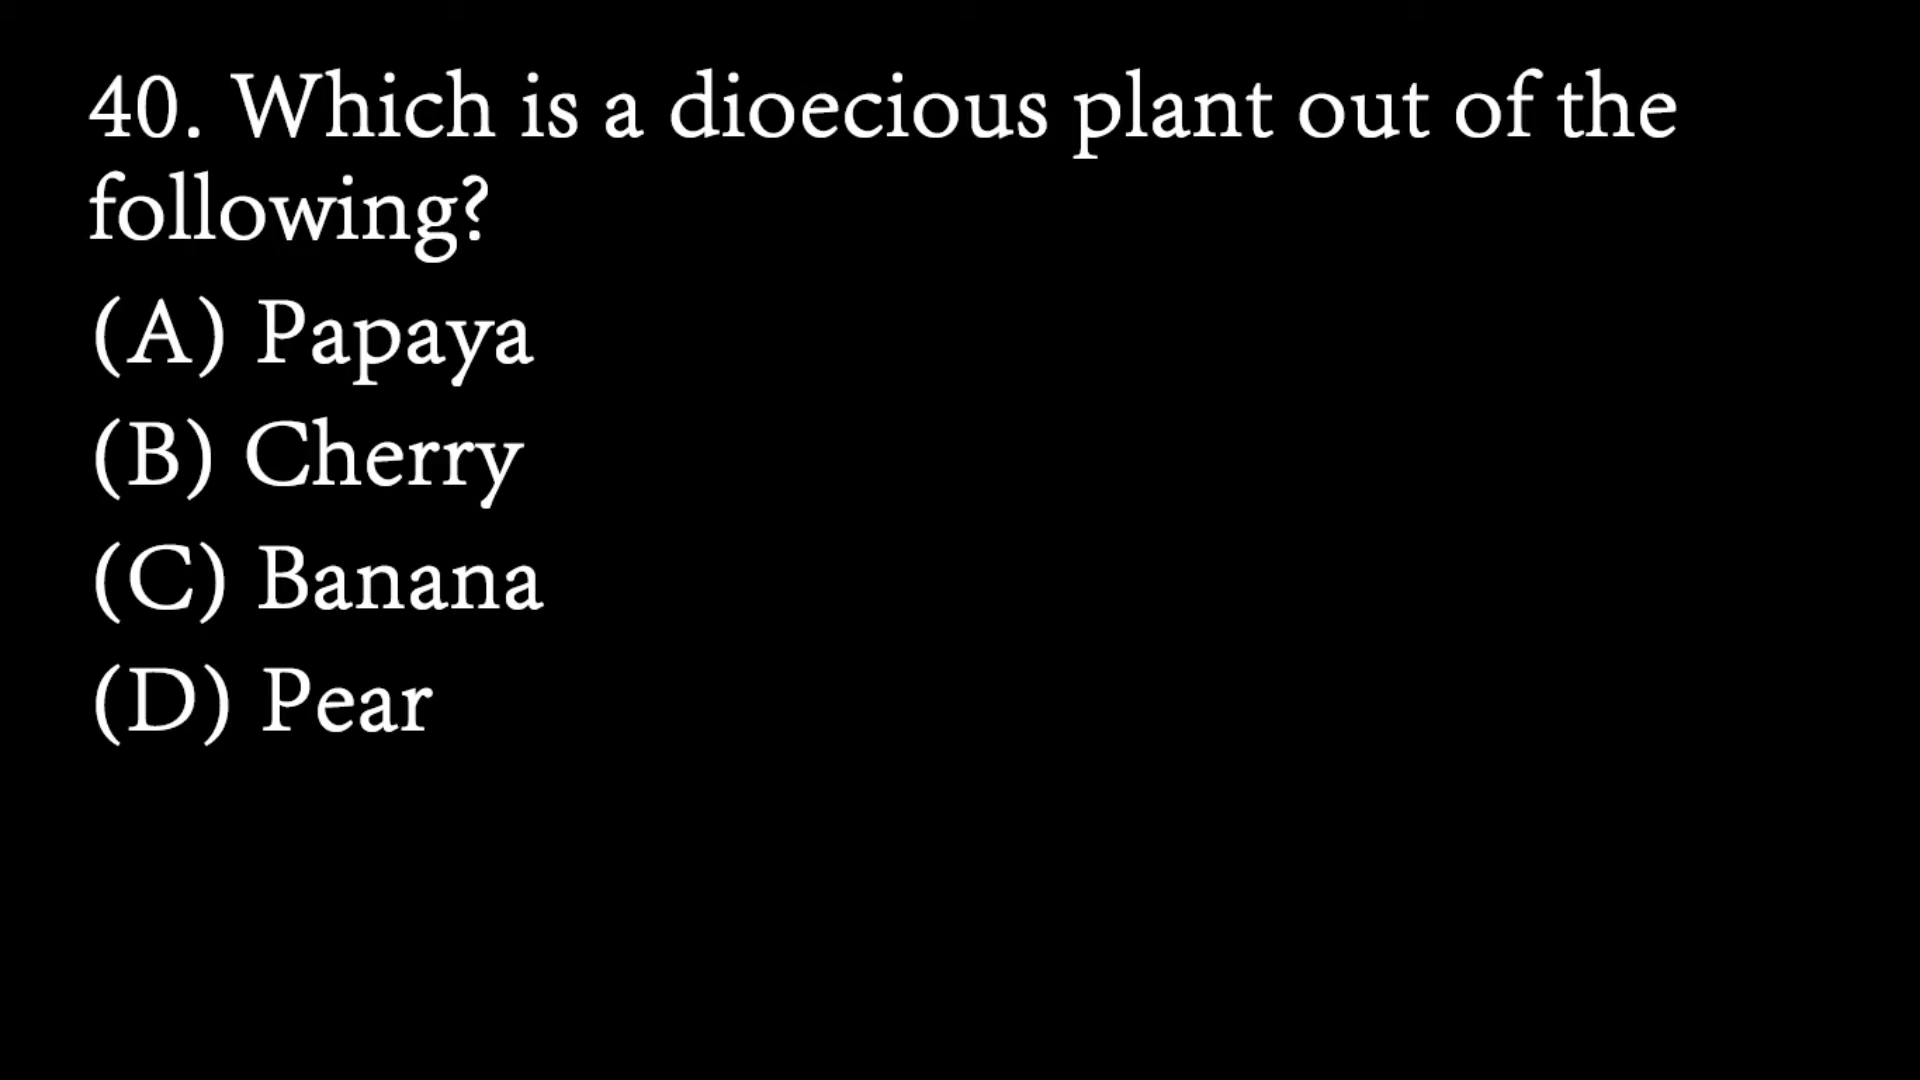 40. Which is a dioecious plant out of the
following?
(A) Papaya
(B) Cherry
(C) Banana
(D) Pear